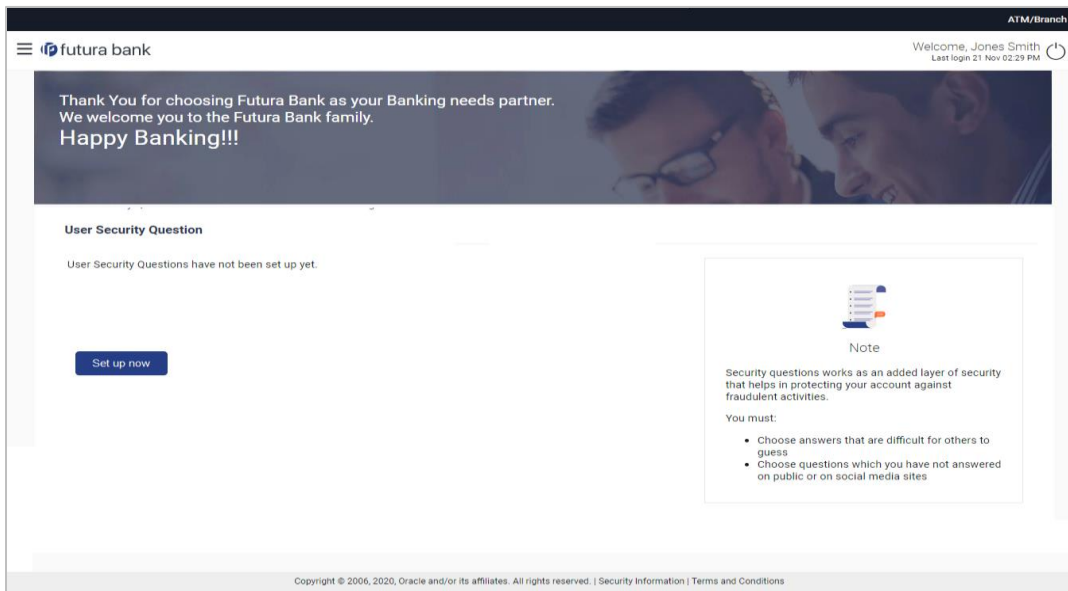 ATM/Branch
futura bank
Welcome, Jones Smith
Last login 21 Nov 02:29 PM
Thank You for choosing Futura Bank as your Banking needs partner.
We welcome you to the Futura Bank family.
Happy Banking!!!
User Security Question
User Security Questions have not been set up yet.
Set up now
Note
Security questions works as an added layer of security
that helps in protecting your account against
fraudulent activities.
You must:
• Choose answers that are difficult for others to
guess
• Choose questions which you have not answered
on public or on social media sites
Copyright © 2006, 2020, Oracle and/or its affiliates. All rights reserved. | Security Information | Terms and Conditions